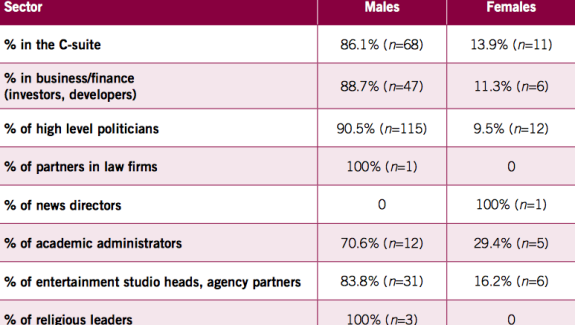 Sector Males Females
% in the C-suite 86.1% (n=68) 13.9% (n=11)
% in business/finance
(investors, developers) 88.7% (n=47) 11.3% (n=6)
% of high level politicians 90.5% (n=115) 9.5% (n=12)
% of partners in law firms 100% (n=1) 0
% of news directors 0 100% (n=1)
% of academic administrators 70.6% (n=12) 29.4% (n=5)
% of entertainment studio heads, agency partners 83.8% (n=31) 16.2% (n=6)
% of religious leaders 100% (n=3) 0